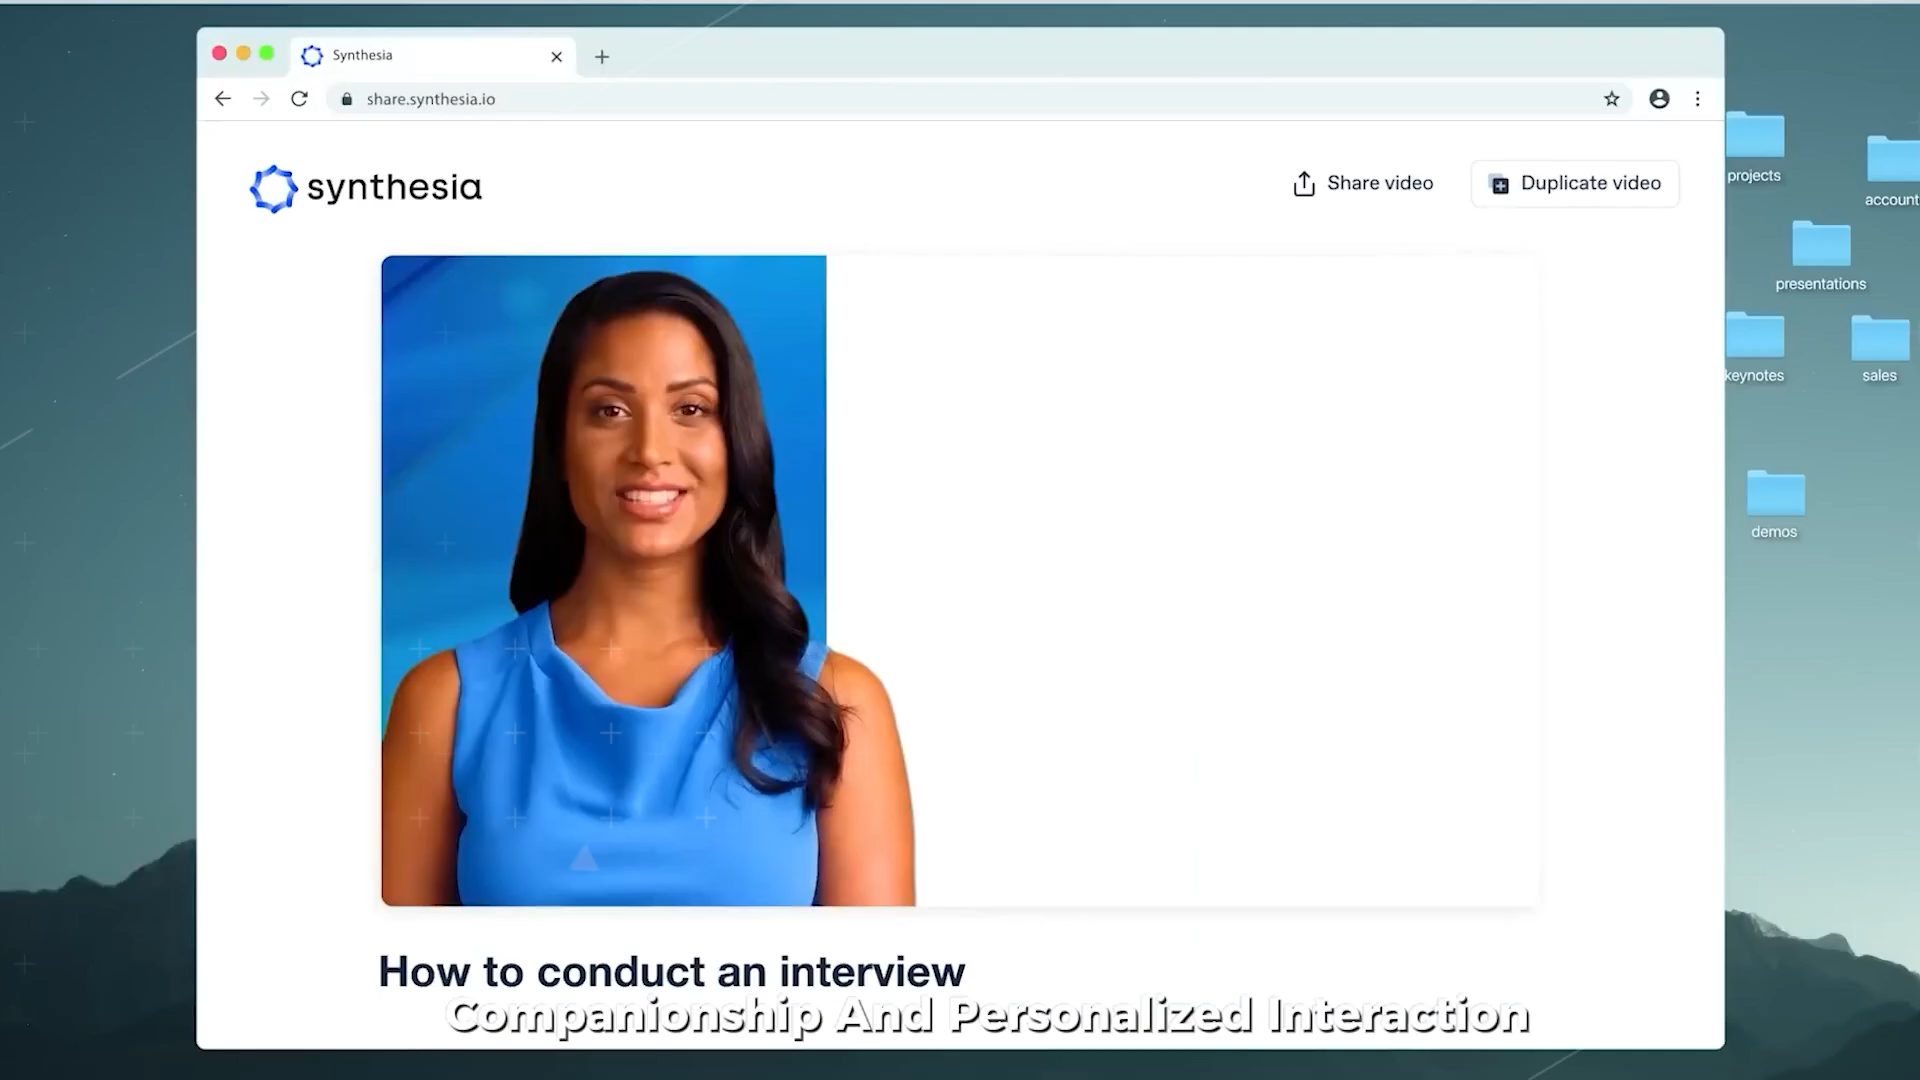 Synthesia
share.synthesia.io
synthesia
Share video
Duplicate video
projects
account
presentations
keynotes
sales
demos
How to conduct an interview
Companionship And Personalized Interaction